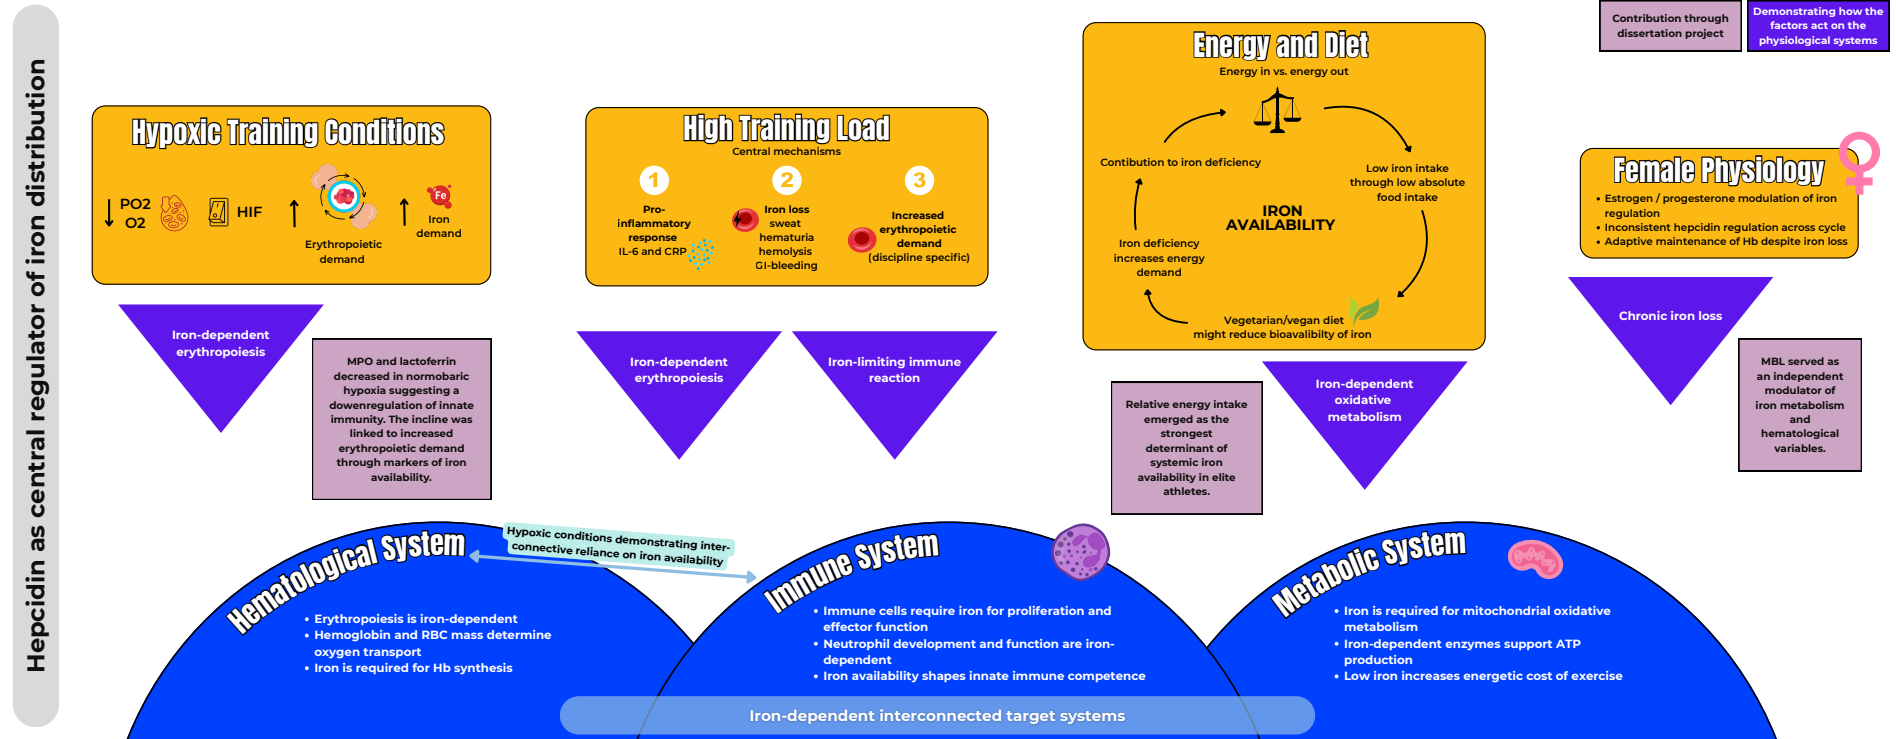 Hepcidin as central regulator of iron distribution
Contribution through
dissertation project
Demonstrating how the
factors act on the
physiological systems
Hypoxic Training Conditions
PO2
O2
HIF
Erythropoietic
demand
Fe
Iron
demand
High Training Load
Central mechanisms
1
Pro-
inflammatory
response
IL-6 and CRP
2
Iron loss
sweat
hematuria
hemolysis
GI-bleeding
3
Increased
erythropoietic
demand
(discipline specific)
Energy and Diet
Energy in vs. energy out
Low iron intake
through low absolute
food intake
Vegetarian/vegan diet
might reduce bioavailibilty of iron
Iron deficiency
increases energy
demand
Contibution to iron deficiency
IRON
AVAILABILITY
Female Physiology
• Estrogen / progesterone modulation of iron
regulation
• Inconsistent hepcidin regulation across cycle
• Adaptive maintenance of Hb despite iron loss
Iron-dependent
erythropoiesis
MPO and lactoferrin
decreased in normobaric
hypoxia suggesting a
dowenregulation of innate
immunity. The incline was
linked to increased
erythropoietic demand
through markers of iron
availability.
Iron-dependent
erythropoiesis
Iron-limiting immune
reaction
Relative energy intake
emerged as the
strongest
determinant of
systemic iron
availability in elite
athletes.
Iron-dependent
oxidative
metabolism
Chronic iron loss
MBL served as
an independent
modulator of
iron metabolism
and
hematological
variables.
Hematological System
• Erythropoiesis is iron-dependent
• Hemoglobin and RBC mass determine
oxygen transport
• Iron is required for Hb synthesis
Hypoxic conditions demonstrating inter-
connective reliance on iron availability
Immune System
• Immune cells require iron for proliferation and
effector function
• Neutrophil development and function are iron-
dependent
• Iron availability shapes innate immune competence
Metabolic System
• Iron is required for mitochondrial oxidative
metabolism
• Iron-dependent enzymes support ATP
production
• Low iron increases energetic cost of exercise
Iron-dependent interconnected target systems